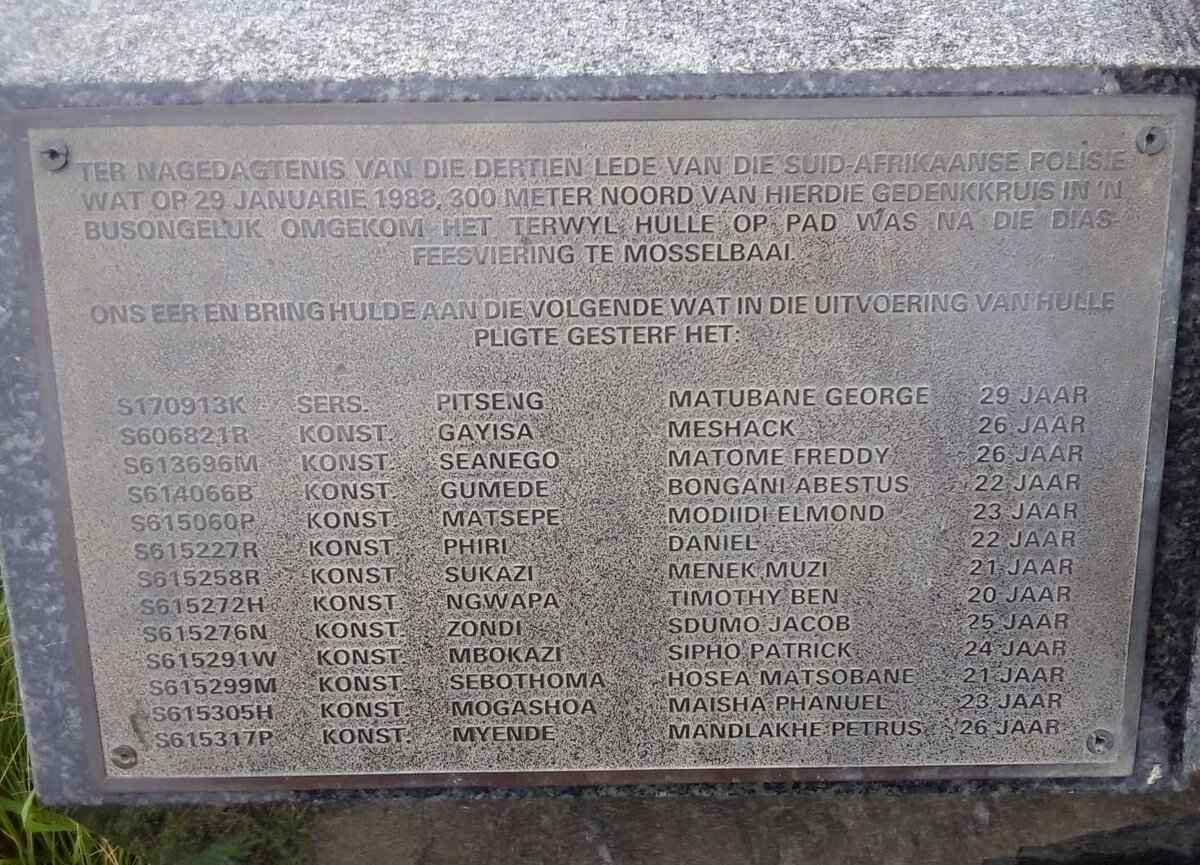 TER NAGEDAGTENIS VAN DIE DERTIEN LEDE VAN DIE SUID-AFRIKAANSE POLISIE
WAT OP 29 JANUARIE 1988, 300 METER NOORD VAN HIERDIE GEDENKKRUIS IN 'N
BUSONGELUK OMGEKOM HET TERWYL HULLE OP PAD WAS NA DIE DIAS-
FEESVIERING TE MOSSELBAAI.
ONS EER EN BRING HULDE AAN DIE VOLGENDE WAT IN DIE UITVOERING VAN HULLE
PLIGTE GESTERF HET:
S170913K SERS. PITSENG MATUBANE GEORGE 29 JAAR
S606821R KONST. GAYISA MESHACK 26 JAAR
S613696M KONST. SEANEGO MATOME FREDDY 26 JAAR
S614066B KONST. GUMEDE BONGANI ABESTUS 22 JAAR
S615060P KONST. MATSEPE MODIIDI ELMOND 23 JAAR
S615227R KONST. PHIRI DANIEL 22 JAAR
S615258R KONST. SUKAZI MENEK MUZI 21 JAAR
S615272H KONST. NGWAPA TIMOTHY BEN 20 JAAR
S615276N KONST. ZONDI SDUMO JACOB 25 JAAR
S615291W KONST. MBOKAZI SIPHO PATRICK 24 JAAR
S615299M KONST. SEBOTHOMA HOSEA MATSOBANE 21 JAAR
S615305H KONST. MOGASHOA MAISHA PHANUEL 23 JAAR
S615317P KONST. MYENDE MANDLAKHE PETRUS 26 JAAR